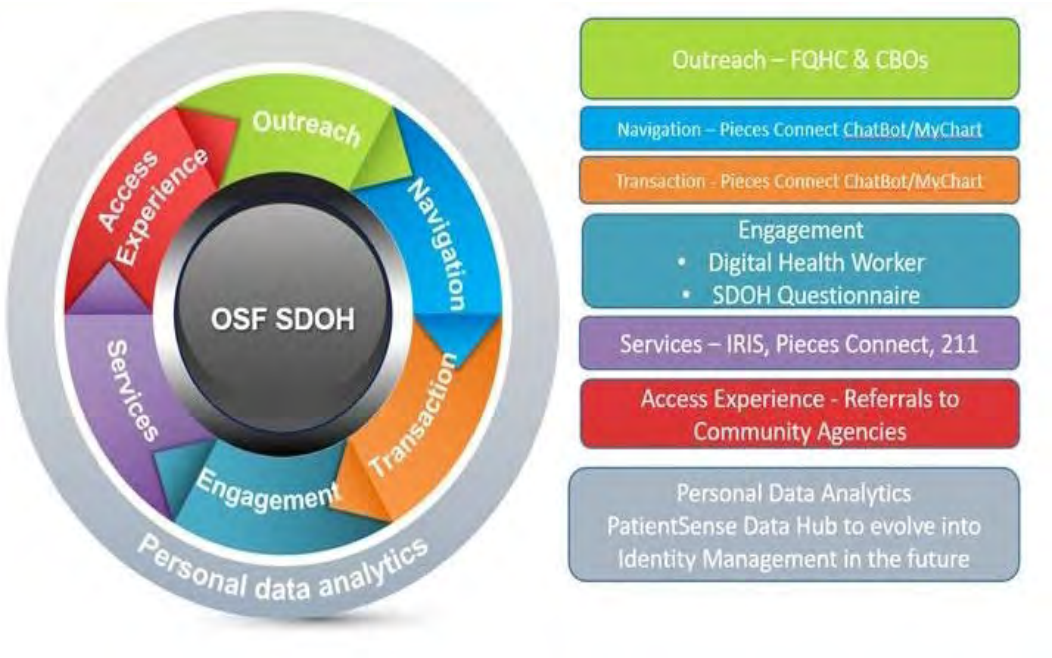 Outreach
Navigation
Transaction
Engagement
Services
Access
Experience
OSF SDOH
Personal data analytics
Outreach – FQHC & CBOs
Navigation – Pieces Connect ChatBot/MyChart
Transaction - Pieces Connect ChatBot/MyChart
Engagement
• Digital Health Worker
• SDOH Questionnaire
Services – IRIS, Pieces Connect, 211
Access Experience - Referrals to
Community Agencies
Personal Data Analytics
PatientSense Data Hub to evolve into
Identity Management in the future